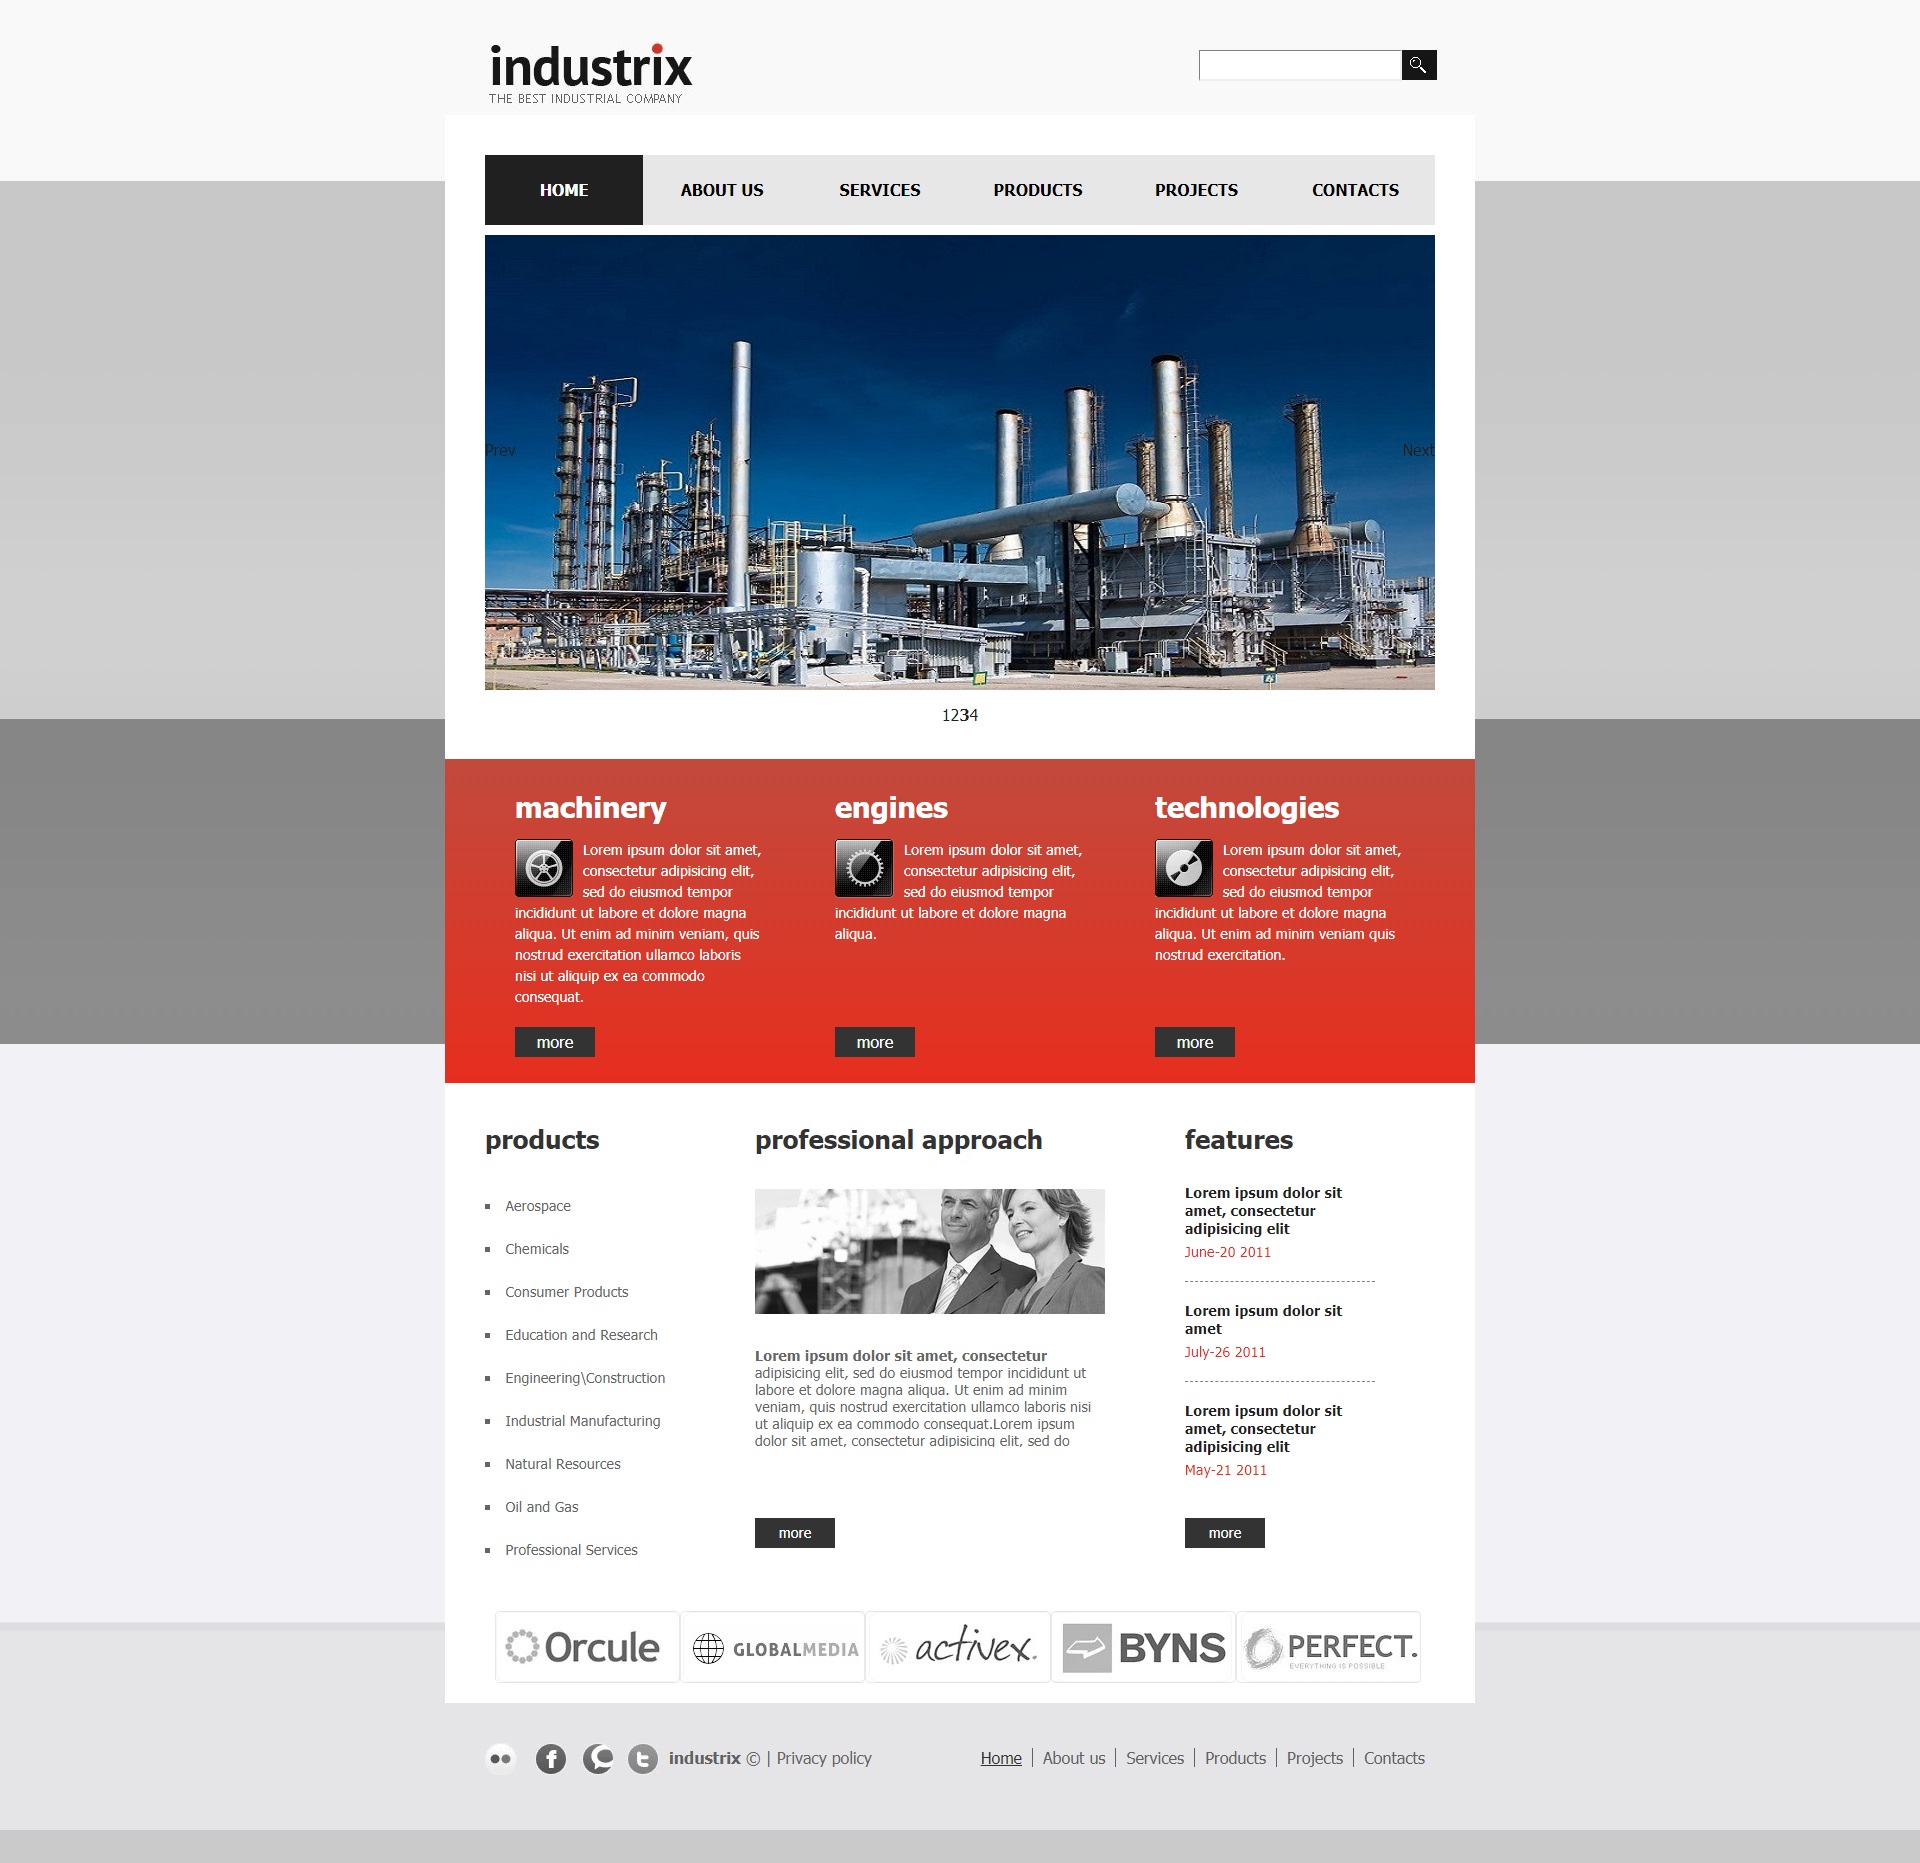 industrix
THE BEST INDUSTRIAL COMPANY
HOME
ABOUT US
SERVICES
PRODUCTS
PROJECTS
CONTACTS
Prev
Next
1234
machinery
Lorem ipsum dolor sit amet,
consectetur adipisicing elit,
sed do eiusmod tempor
incididunt ut labore et dolore magna
aliqua. Ut enim ad minim veniam, quis
nostrud exercitation ullamco laboris
nisi ut aliquip ex ea commodo
consequat.
more
engines
Lorem ipsum dolor sit amet,
consectetur adipisicing elit,
sed do eiusmod tempor
incididunt ut labore et dolore magna
aliqua.
more
technologies
Lorem ipsum dolor sit amet,
consectetur adipisicing elit,
sed do eiusmod tempor
incididunt ut labore et dolore magna
aliqua. Ut enim ad minim veniam quis
nostrud exercitation.
more
products
Aerospace
Chemicals
Consumer Products
Education and Research
Engineering\Construction
Industrial Manufacturing
Natural Resources
Oil and Gas
Professional Services
professional approach
Lorem ipsum dolor sit amet, consectetur
adipisicing elit, sed do eiusmod tempor incididunt ut
labore et dolore magna aliqua. Ut enim ad minim
veniam, quis nostrud exercitation ullamco laboris nisi
ut aliquip ex ea commodo consequat.Lorem ipsum
dolor sit amet, consectetur adipisicing elit, sed do
more
features
Lorem ipsum dolor sit
amet, consectetur
adipisicing elit
June-20 2011
Lorem ipsum dolor sit
amet
July-26 2011
Lorem ipsum dolor sit
amet, consectetur
adipisicing elit
May-21 2011
more
Orcule
GLOBALMEDIA
activex.
BYNS
PERFECT.
EVERYTHING IS POSSIBLE
industrix © | Privacy policy
Home
About us
Services
Products
Projects
Contacts